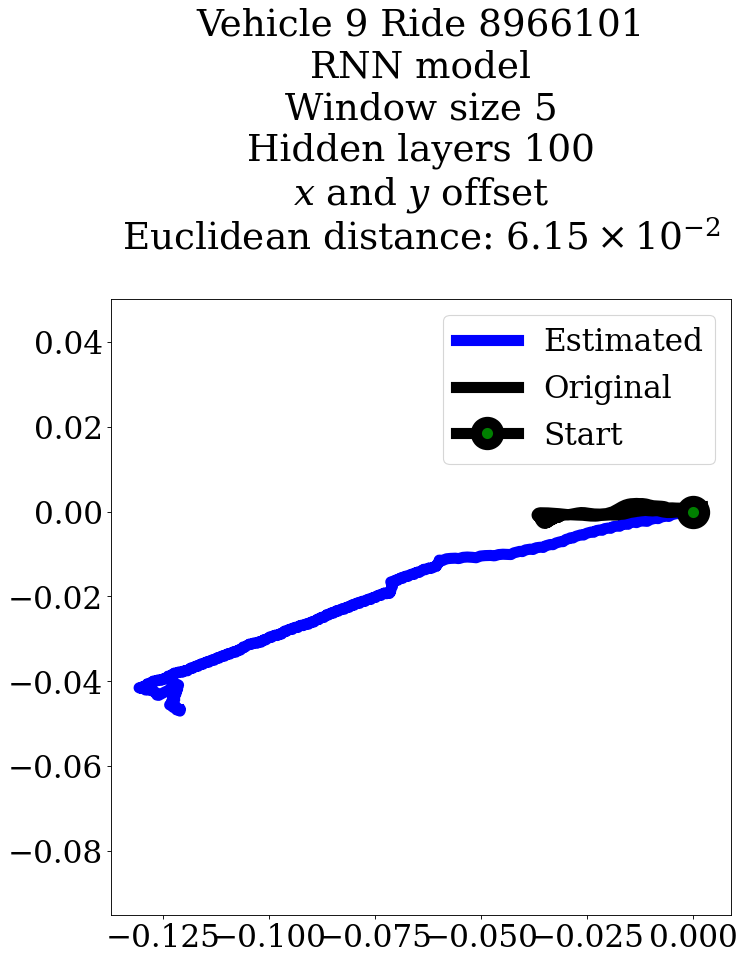 Vehicle 9 Ride 8966101
RNN model
Window size 5
Hidden layers 100
x and y offset
Euclidean distance: 6.15 × 10⁻²
Estimated
Original
Start
0.04
0.02
0.00
−0.02
−0.04
−0.06
−0.08
−0.125 −0.100 −0.075 −0.050 −0.025 0.000